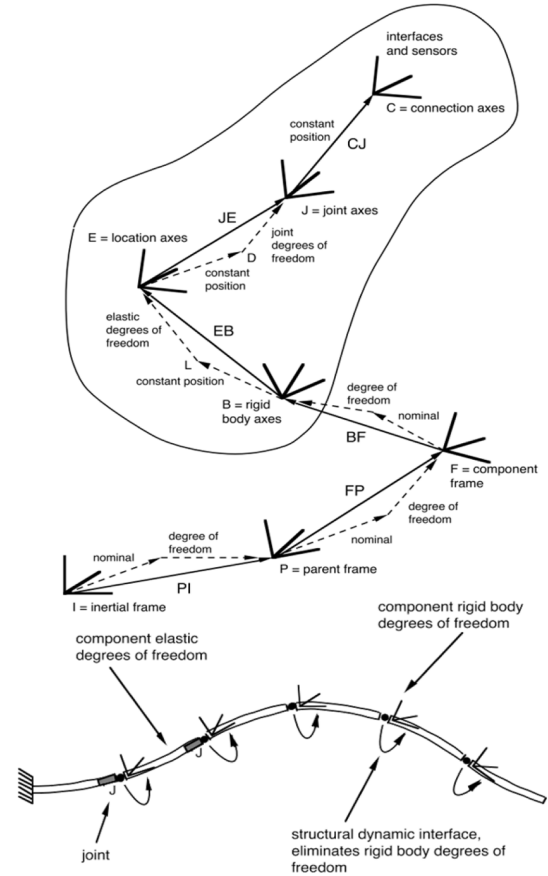 interfaces
and sensors
C = connection axes
constant
position
CJ
J = joint axes
JE
E = location axes
joint
degrees of
freedom
D
constant
position
elastic
degrees of
freedom
EB
L
constant position
B = rigid
body axes
degree of
freedom
nominal
BF
F = component
frame
FP
degree of
freedom
nominal
degree of
freedom
nominal
P = parent frame
PI
I = inertial frame
component rigid body
degrees of freedom
component elastic
degrees of freedom
J
J
joint
structural dynamic interface,
eliminates rigid body degrees of
freedom